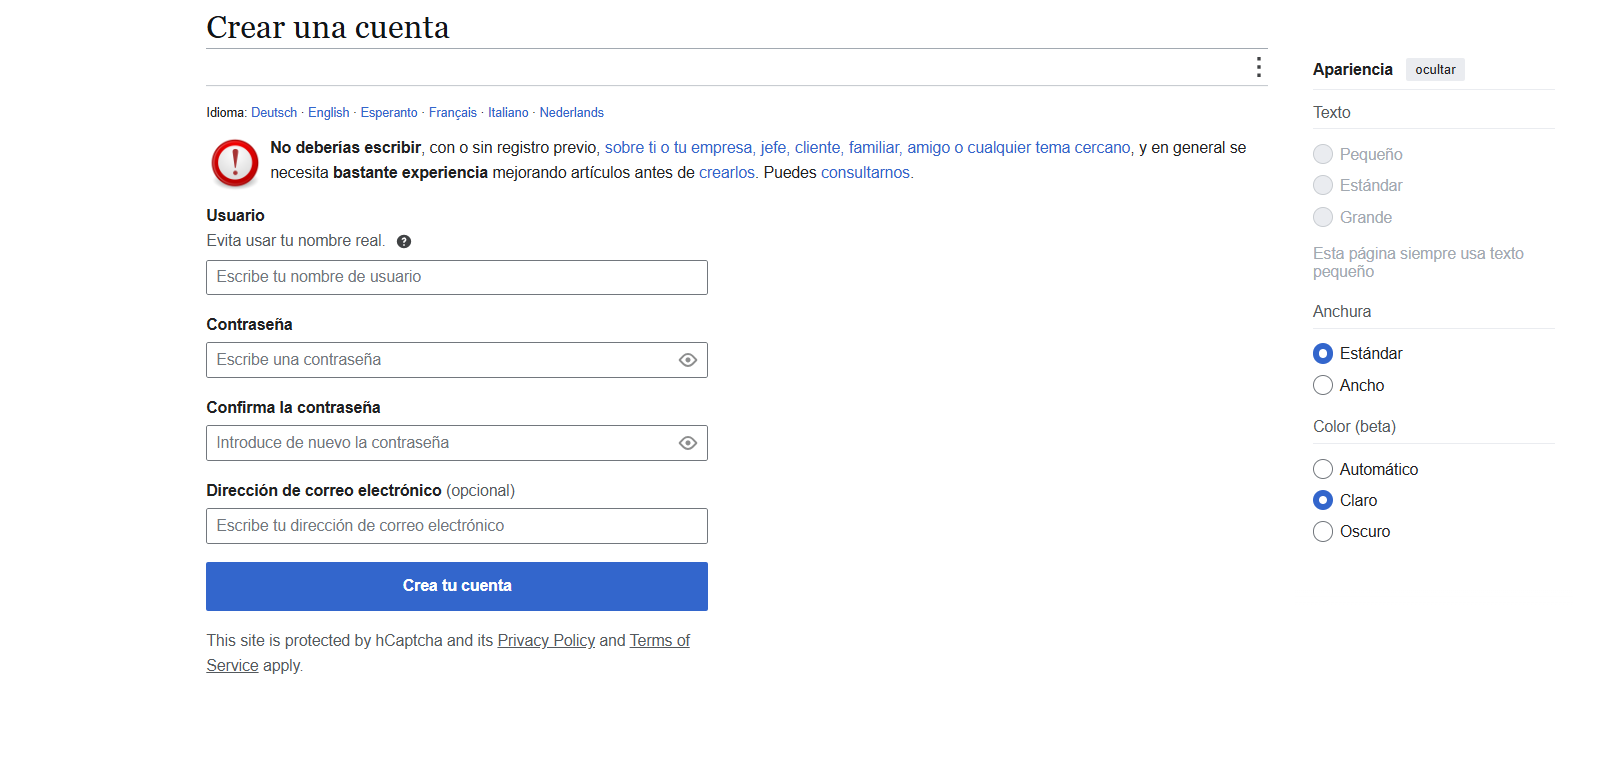 Crear una cuenta
Idioma: Deutsch · English · Esperanto · Français · Italiano · Nederlands
No deberías escribir, con o sin registro previo, sobre ti o tu empresa, jefe, cliente, familiar, amigo o cualquier tema cercano, y en general se
necesita bastante experiencia mejorando artículos antes de crearlos. Puedes consultarnos.
Usuario
Evita usar tu nombre real. ?
Escribe tu nombre de usuario
Contraseña
Escribe una contraseña
Confirma la contraseña
Introduce de nuevo la contraseña
Dirección de correo electrónico (opcional)
Escribe tu dirección de correo electrónico
Crea tu cuenta
This site is protected by hCaptcha and its Privacy Policy and Terms of
Service apply.
Apariencia ocultar
Texto
Pequeño
Estándar
Grande
Esta página siempre usa texto
pequeño
Anchura
Estándar
Ancho
Color (beta)
Automático
Claro
Oscuro